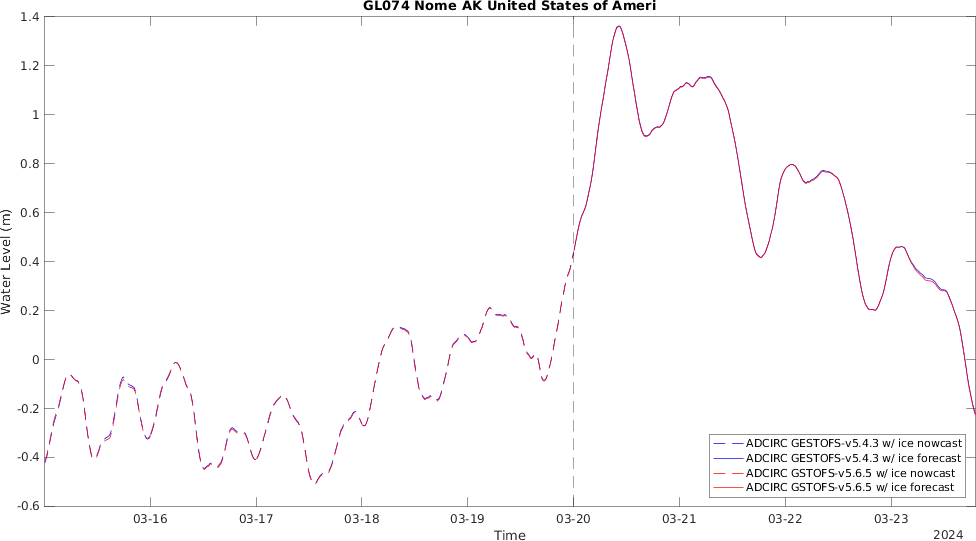 GL074 Nome AK United States of Ameri
1.4
1.2
1
0.8
0.6
0.4
0.2
0
-0.2
-0.4
-0.6
Water Level (m)
03-16 03-17 03-18 03-19 03-20 03-21 03-22 03-23
Time
2024
ADCIRC GESTOFS-v5.4.3 w/ ice nowcast
ADCIRC GESTOFS-v5.4.3 w/ ice forecast
ADCIRC GSTOFS-v5.6.5 w/ ice nowcast
ADCIRC GSTOFS-v5.6.5 w/ ice forecast